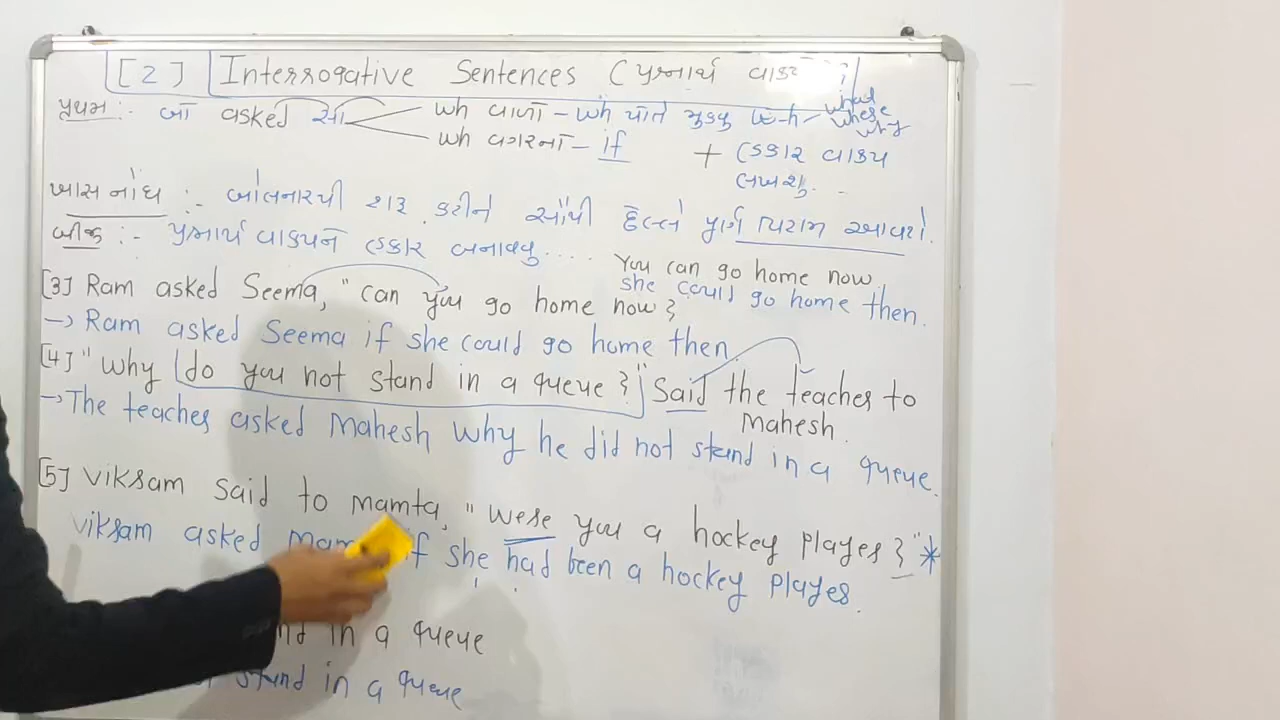 [2] Interrogative Sentences (પ્રશ્નાર્થ વાક્ય)
પ્રથમ :- બૉ asked સૉ wh વાળા - wh પોતે મુકવુ what
where
why
wh વગરના - if + હકાર વાક્ય
લખશુ...
ખાસ નોંધ :- બોલનારથી શરૂ કરીને સૉથી છેલ્લે પૂર્ણ વિરામ આવશે.
બીજુ :- પ્રશ્નાર્થ વાક્યને હકાર બનાવવુ....
You can go home now.
she could go home then.
[3] Ram asked Seema, "can you go home now?
→ Ram asked Seema if she could go home then.
[4] "why do you not stand in a queue?" said the teacher to
Mahesh.
→ The teacher asked Mahesh why he did not stand in a queue.
[5] vikram said to mamta, "were you a hockey player?" *
vikram asked mam if she had been a hockey player.
nd in a queue
stand in a queue